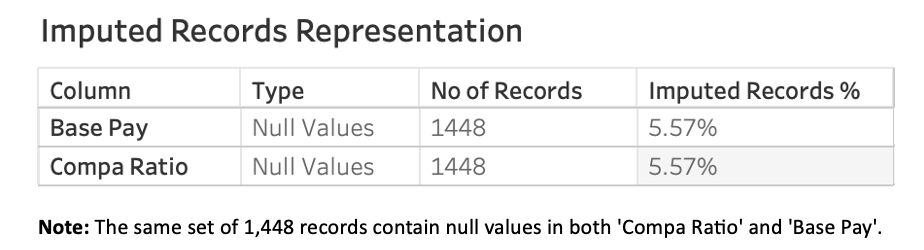 Imputed Records Representation
Column Type No of Records Imputed Records %
Base Pay Null Values 1448 5.57%
Compa Ratio Null Values 1448 5.57%
Note: The same set of 1,448 records contain null values in both 'Compa Ratio' and 'Base Pay'.